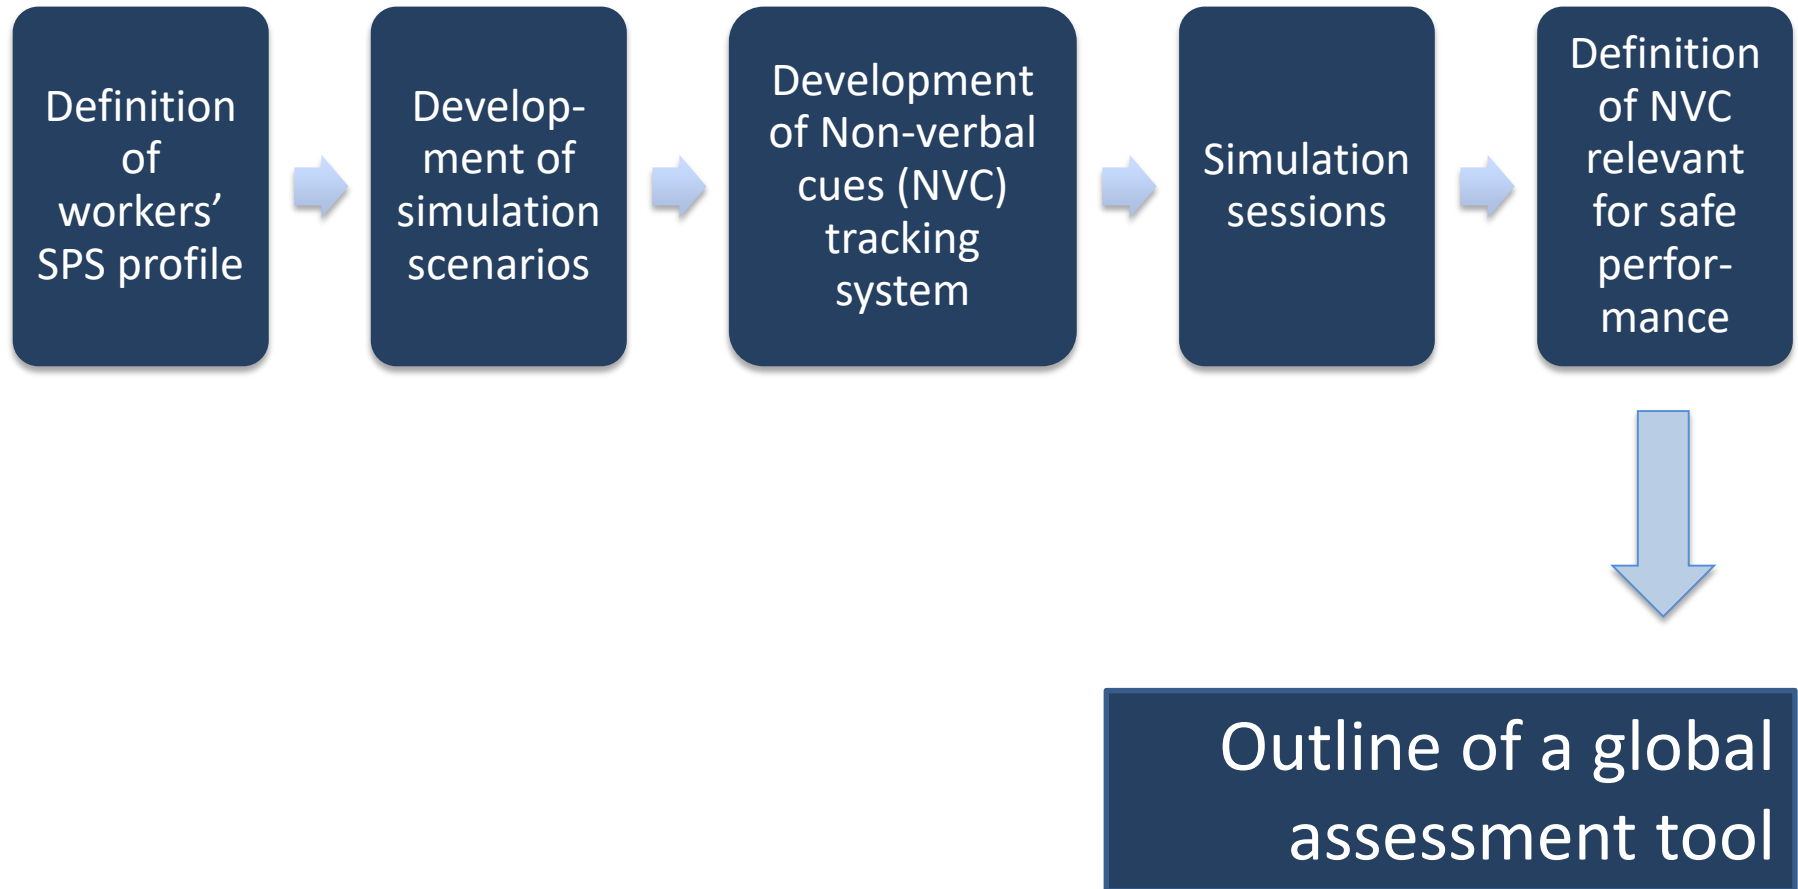 Definition
of
workers’
SPS profile
Develop-
ment of
simulation
scenarios
Development
of Non-verbal
cues (NVC)
tracking
system
Simulation
sessions
Definition
of NVC
relevant
for safe
perfor-
mance
Outline of a global
assessment tool